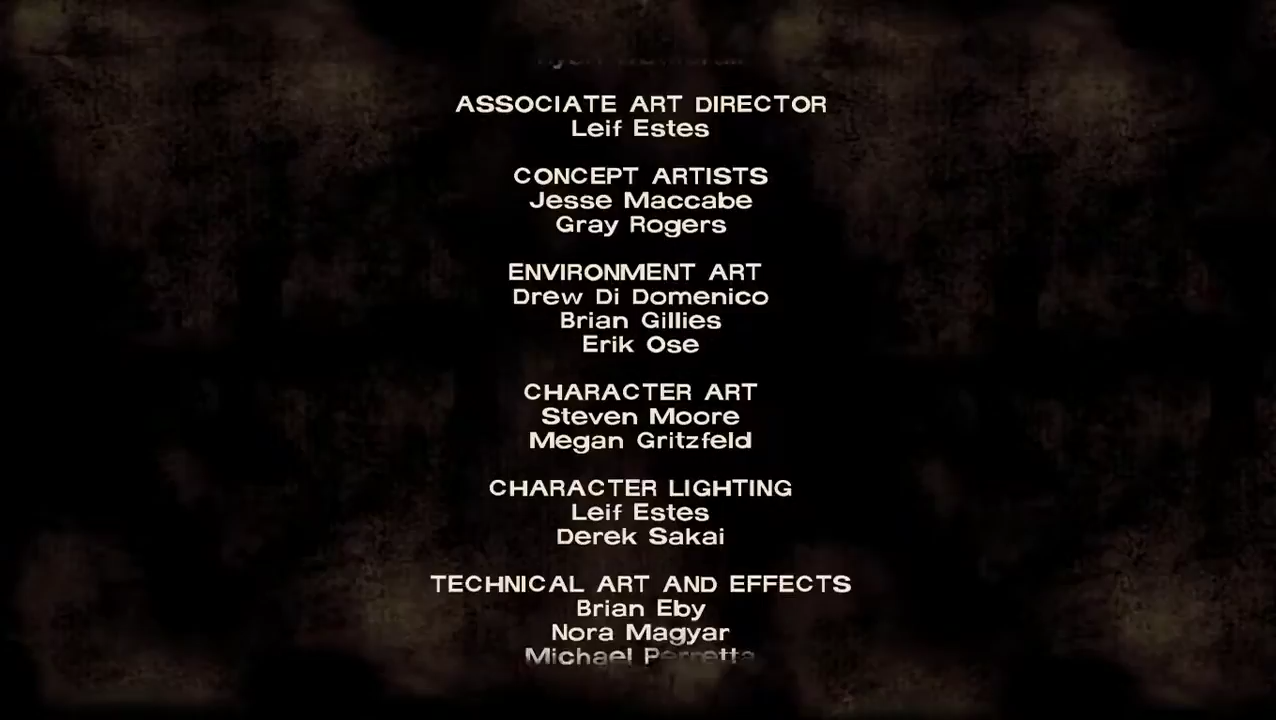 ASSOCIATE ART DIRECTOR
Leif Estes
CONCEPT ARTISTS
Jesse Maccabe
Gray Rogers
ENVIRONMENT ART
Drew Di Domenico
Brian Gillies
Erik Ose
CHARACTER ART
Steven Moore
Megan Gritzfeld
CHARACTER LIGHTING
Leif Estes
Derek Sakai
TECHNICAL ART AND EFFECTS
Brian Eby
Nora Magyar
Michael Perretta